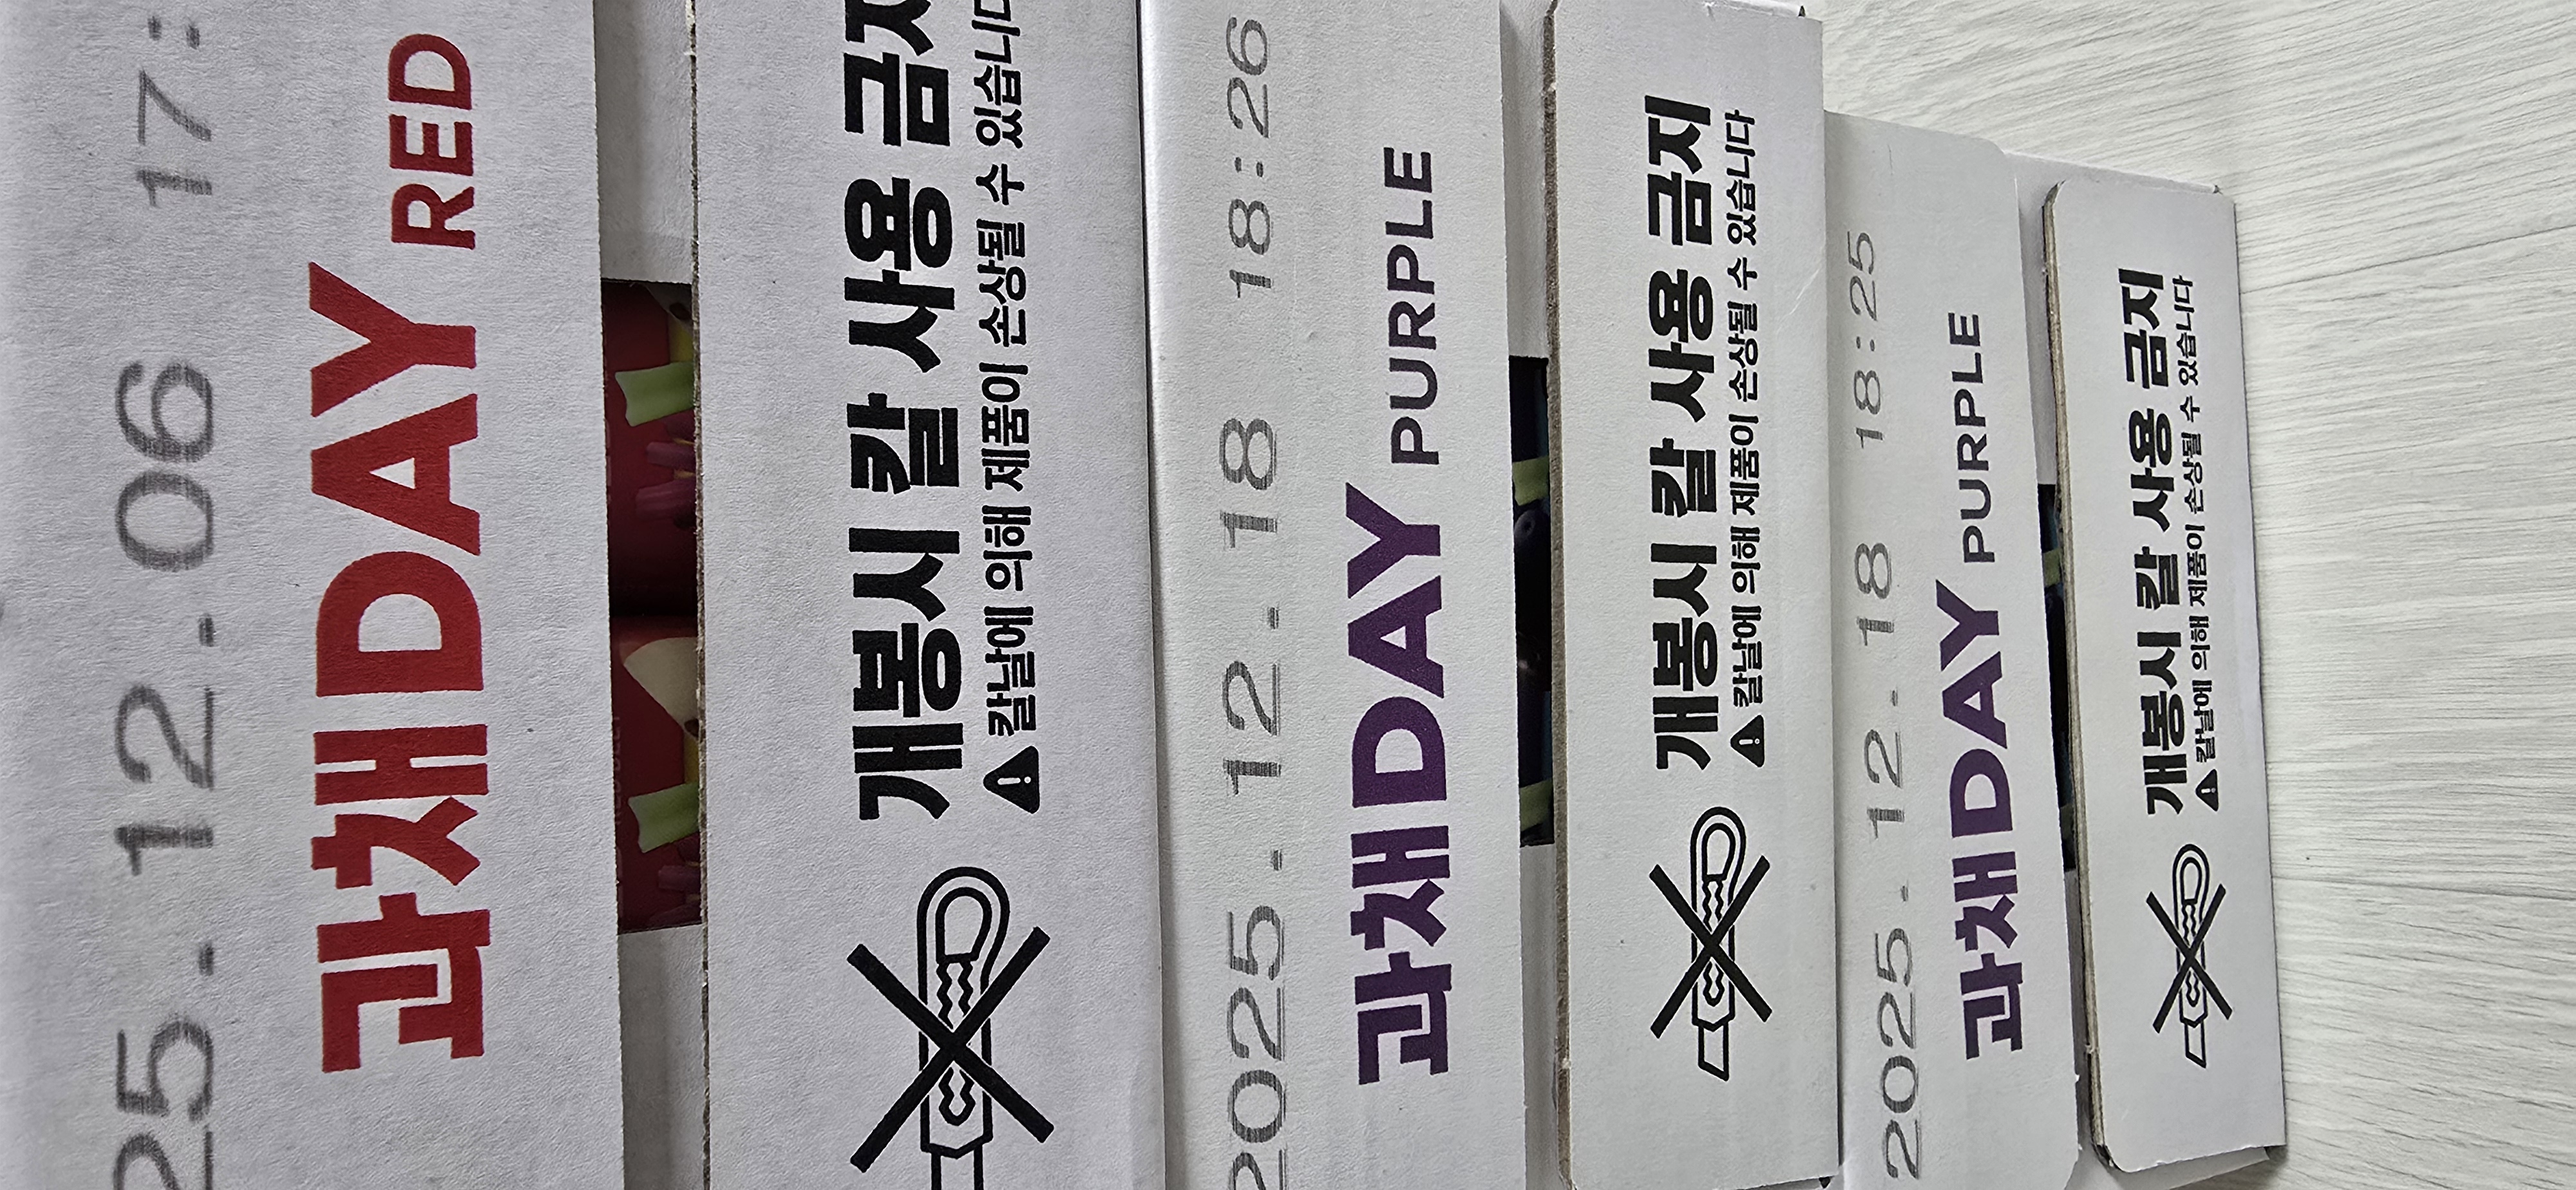 25.12.06 17:
과채DAY RED
개봉시 칼 사용 금지
칼날에 의해 제품이 손상될 수 있습니다
2025.12.18 18:26
과채DAY PURPLE
개봉시 칼 사용 금지
칼날에 의해 제품이 손상될 수 있습니다
2025.12.18 18:25
과채DAY PURPLE
개봉시 칼 사용 금지
칼날에 의해 제품이 손상될 수 있습니다